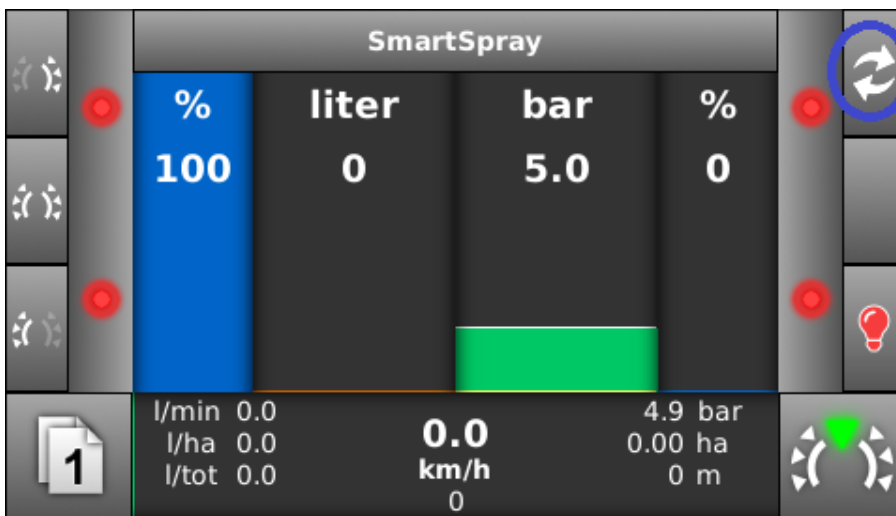 SmartSpray
% liter bar %
100 0 5.0 0
l/min 0.0
l/ha 0.0
l/tot 0.0
0.0
km/h
0
4.9 bar
0.00 ha
0 m
1